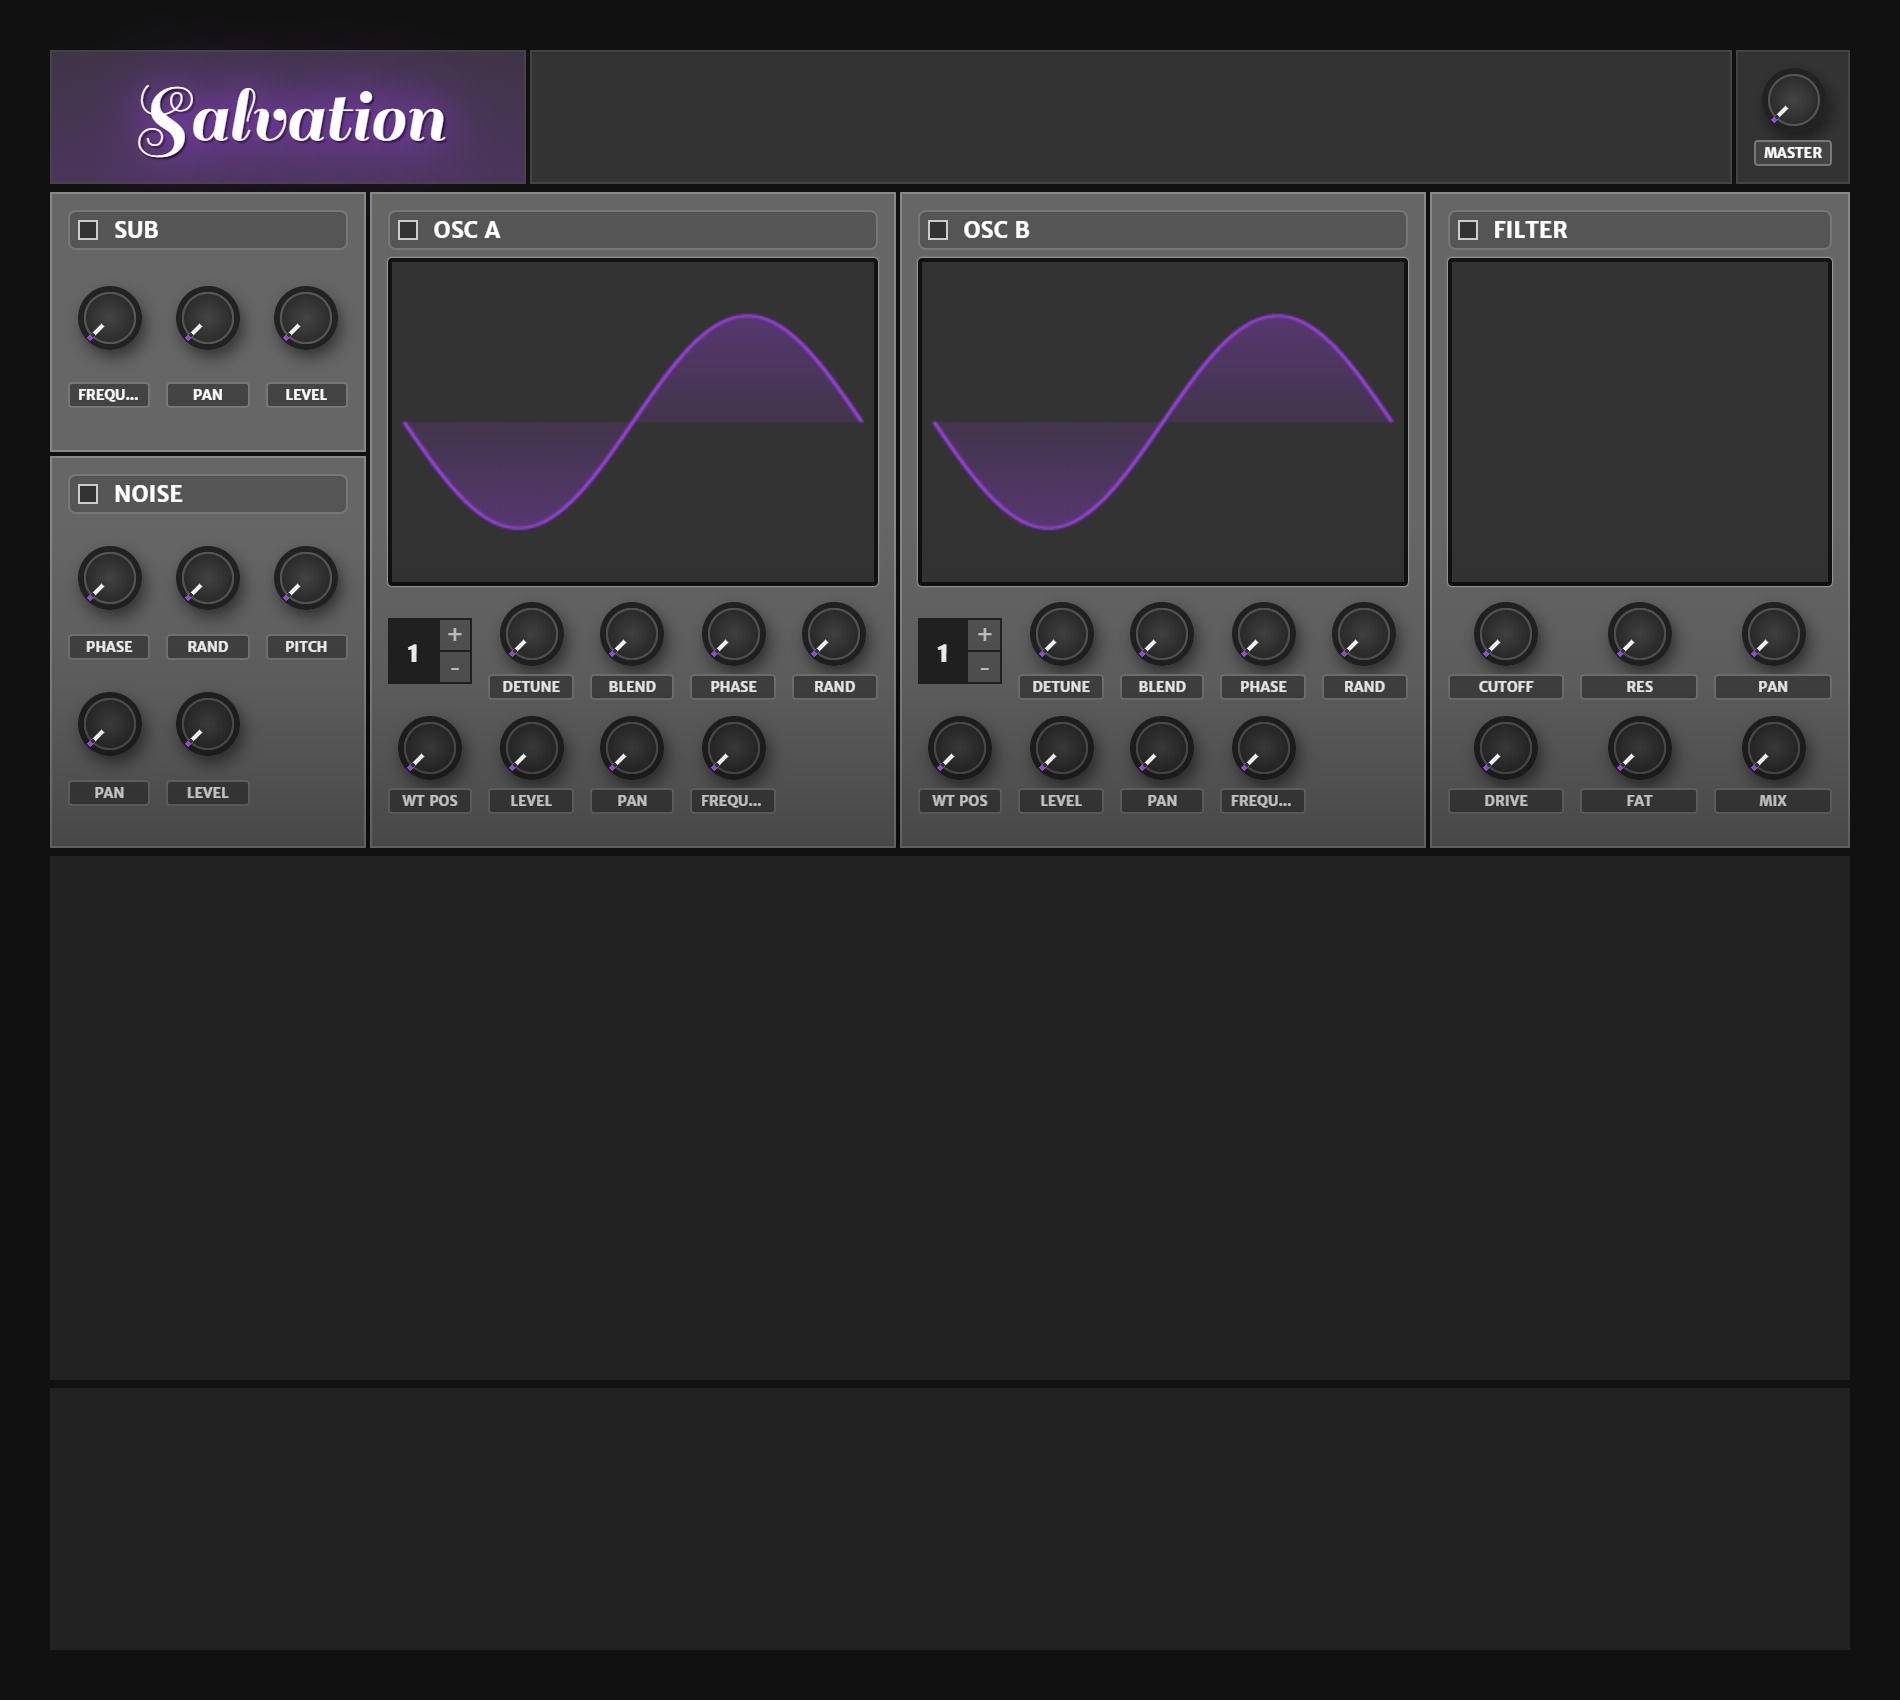 Salvation
MASTER
SUB
FREQU... PAN LEVEL
NOISE
PHASE RAND PITCH
PAN LEVEL
OSC A
1 + -
DETUNE BLEND PHASE RAND
WT POS LEVEL PAN FREQU...
OSC B
1 + -
DETUNE BLEND PHASE RAND
WT POS LEVEL PAN FREQU...
FILTER
CUTOFF RES PAN
DRIVE FAT MIX